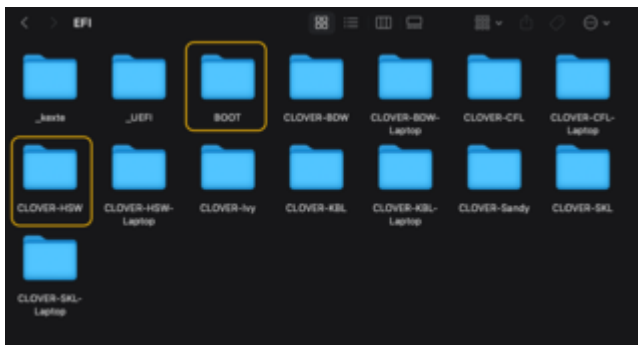 EFI
_kexts
_UEFI
BOOT
CLOVER-BDW
CLOVER-BDW-
Laptop
CLOVER-CFL
CLOVER-CFL-
Laptop
CLOVER-HSW
CLOVER-HSW-
Laptop
CLOVER-Ivy
CLOVER-KBL
CLOVER-KBL-
Laptop
CLOVER-Sandy
CLOVER-SKL
CLOVER-SKL-
Laptop